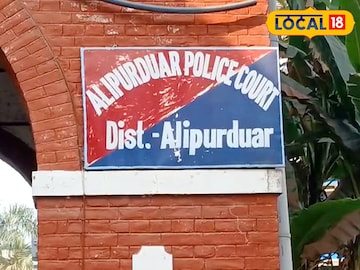 LOCAL 18
ALIPURDUAR POLICE COURT
Dist.-Alipurduar